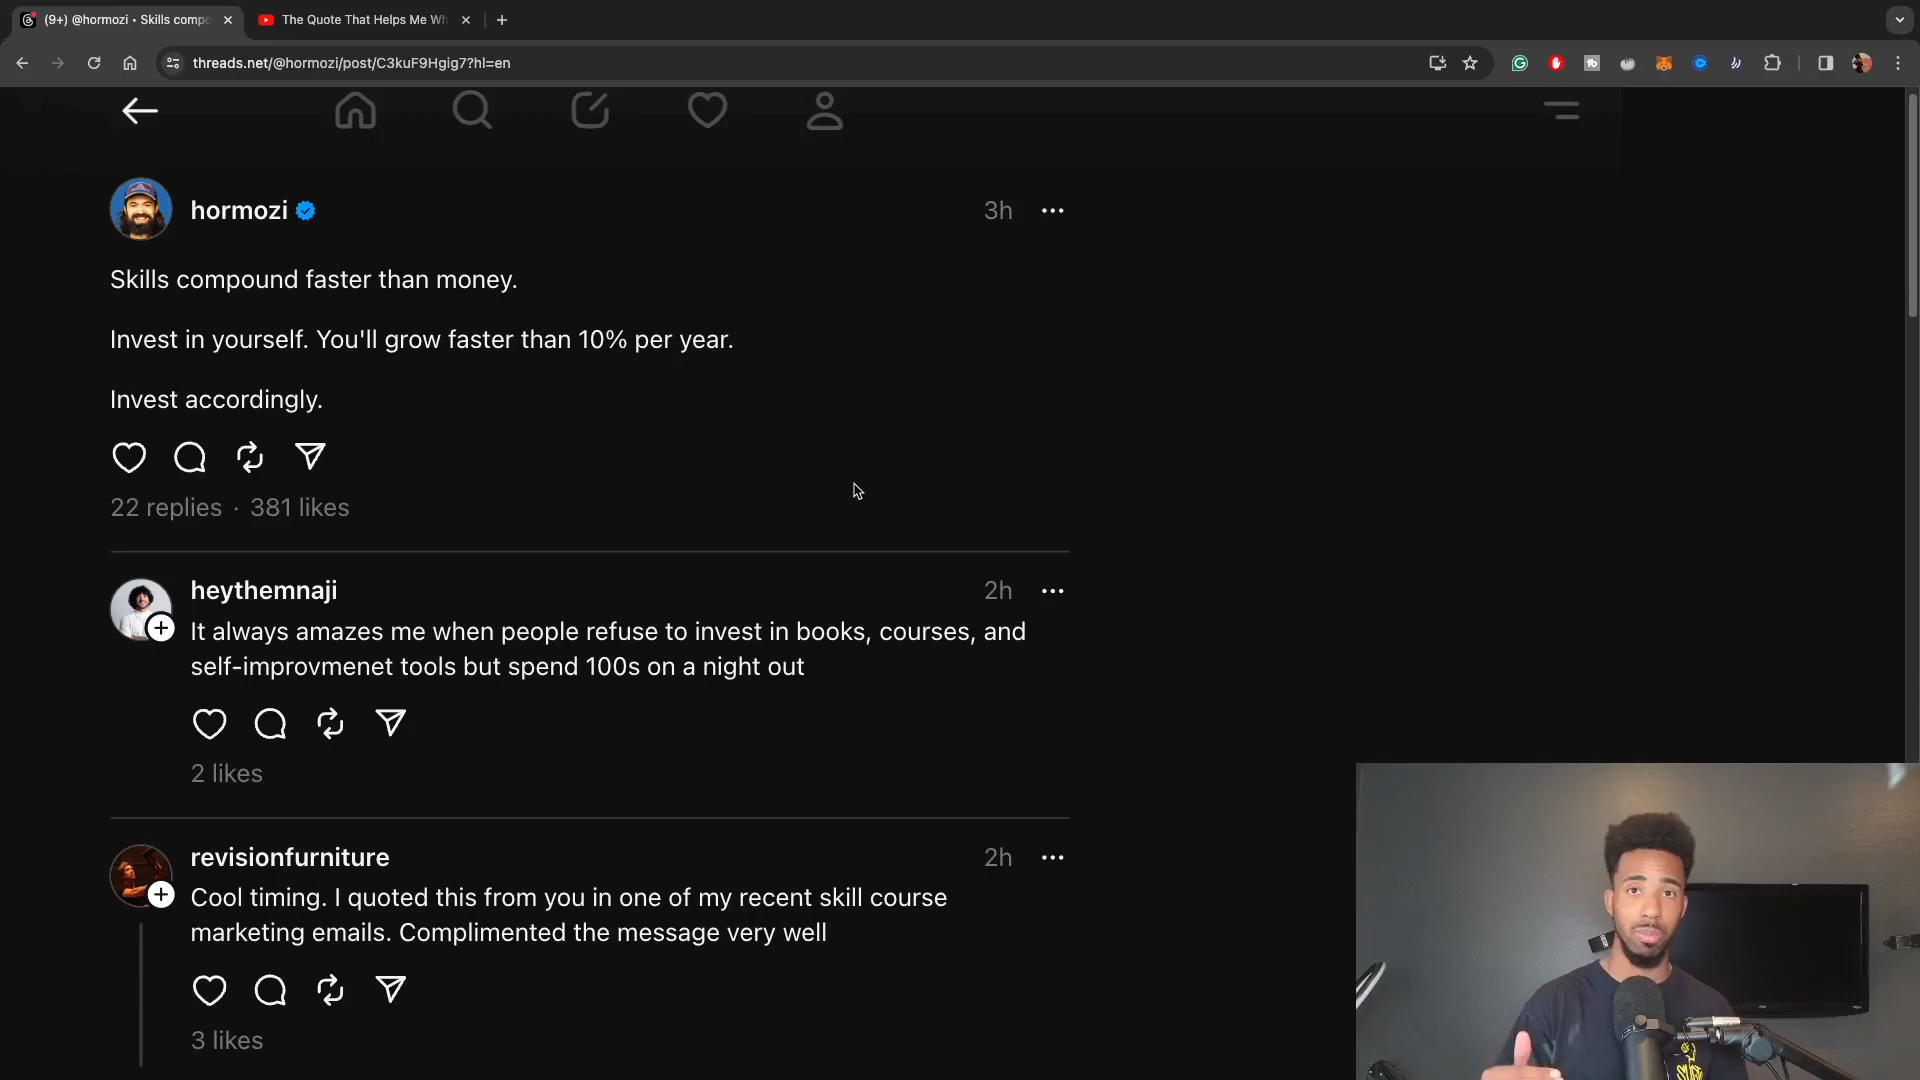 (9+) @hormozi • Skills compo
The Quote That Helps Me Wh
threads.net/@hormozi/post/C3kuF9Hgig7?hl=en
hormozi
3h
Skills compound faster than money.
Invest in yourself. You'll grow faster than 10% per year.
Invest accordingly.
22 replies · 381 likes
heythemnaji
2h
It always amazes me when people refuse to invest in books, courses, and
self-improvmenet tools but spend 100s on a night out
2 likes
revisionfurniture
2h
Cool timing. I quoted this from you in one of my recent skill course
marketing emails. Complimented the message very well
3 likes